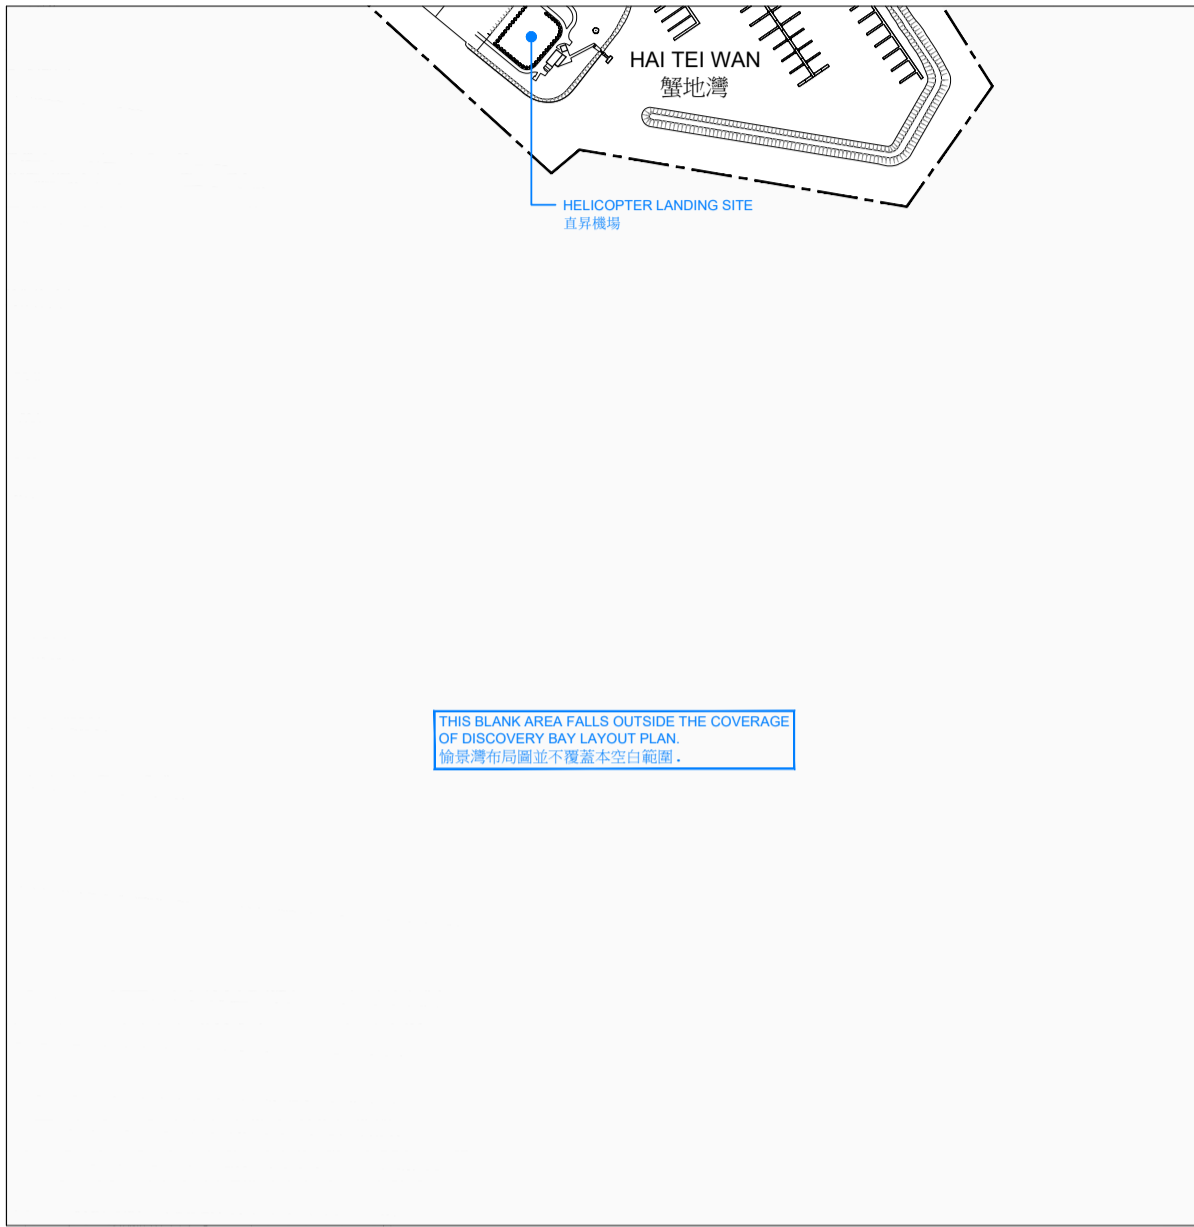 HAI TEI WAN
蟹地灣
HELICOPTER LANDING SITE
直昇機場
THIS BLANK AREA FALLS OUTSIDE THE COVERAGE
OF DISCOVERY BAY LAYOUT PLAN.
愉景灣布局圖並不覆蓋本空白範圍．